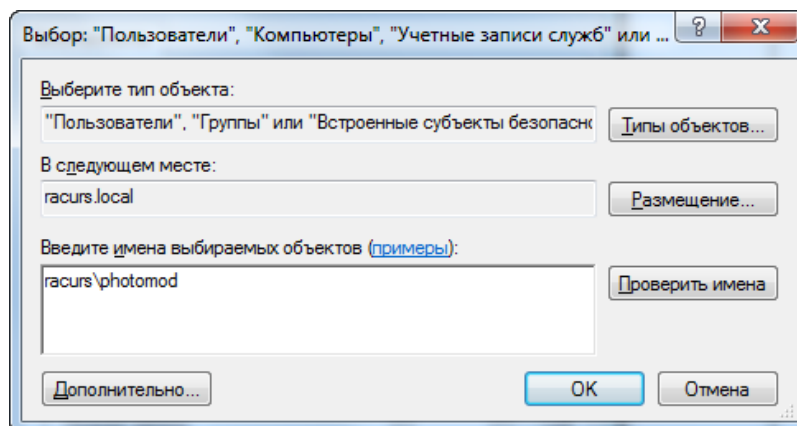 Выбор: "Пользователи", "Компьютеры", "Учетные записи служб" или ...
Выберите тип объекта:
"Пользователи", "Группы" или "Встроенные субъекты безопасно
Типы объектов...
В следующем месте:
racurs.local
Размещение...
Введите имена выбираемых объектов (примеры):
racurs\photomod
Проверить имена
Дополнительно...
OK
Отмена